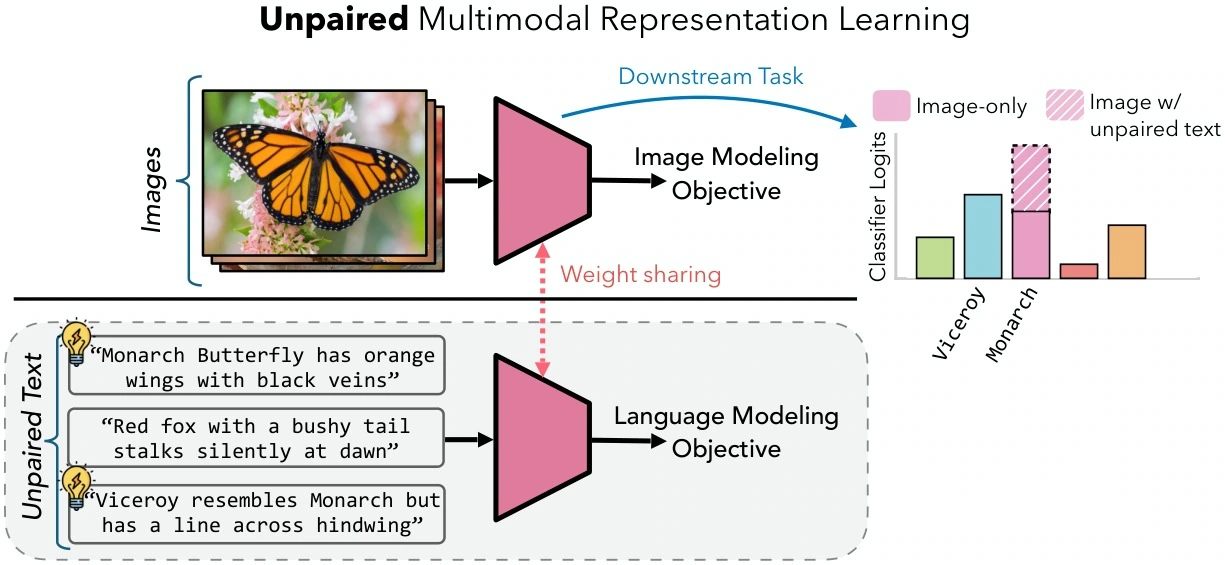 Unpaired Multimodal Representation Learning
Images
Downstream Task
Image Modeling
Objective
Weight sharing
Image-only
Image w/
unpaired text
Classifier Logits
Viceroy
Monarch
Unpaired Text
“Monarch Butterfly has orange
wings with black veins”
“Red fox with a bushy tail
stalks silently at dawn”
“Viceroy resembles Monarch but
has a line across hindwing”
Language Modeling
Objective